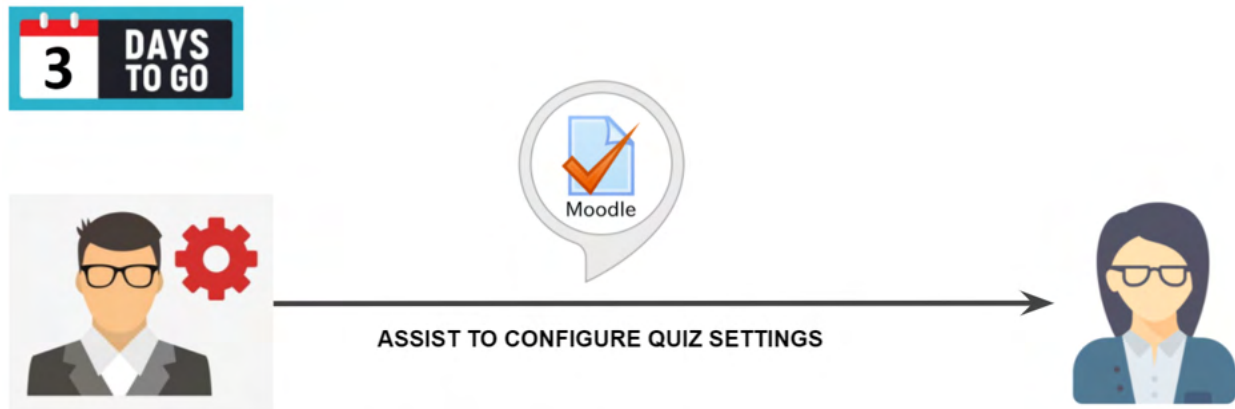 3
DAYS
TO GO
Moodle
ASSIST TO CONFIGURE QUIZ SETTINGS